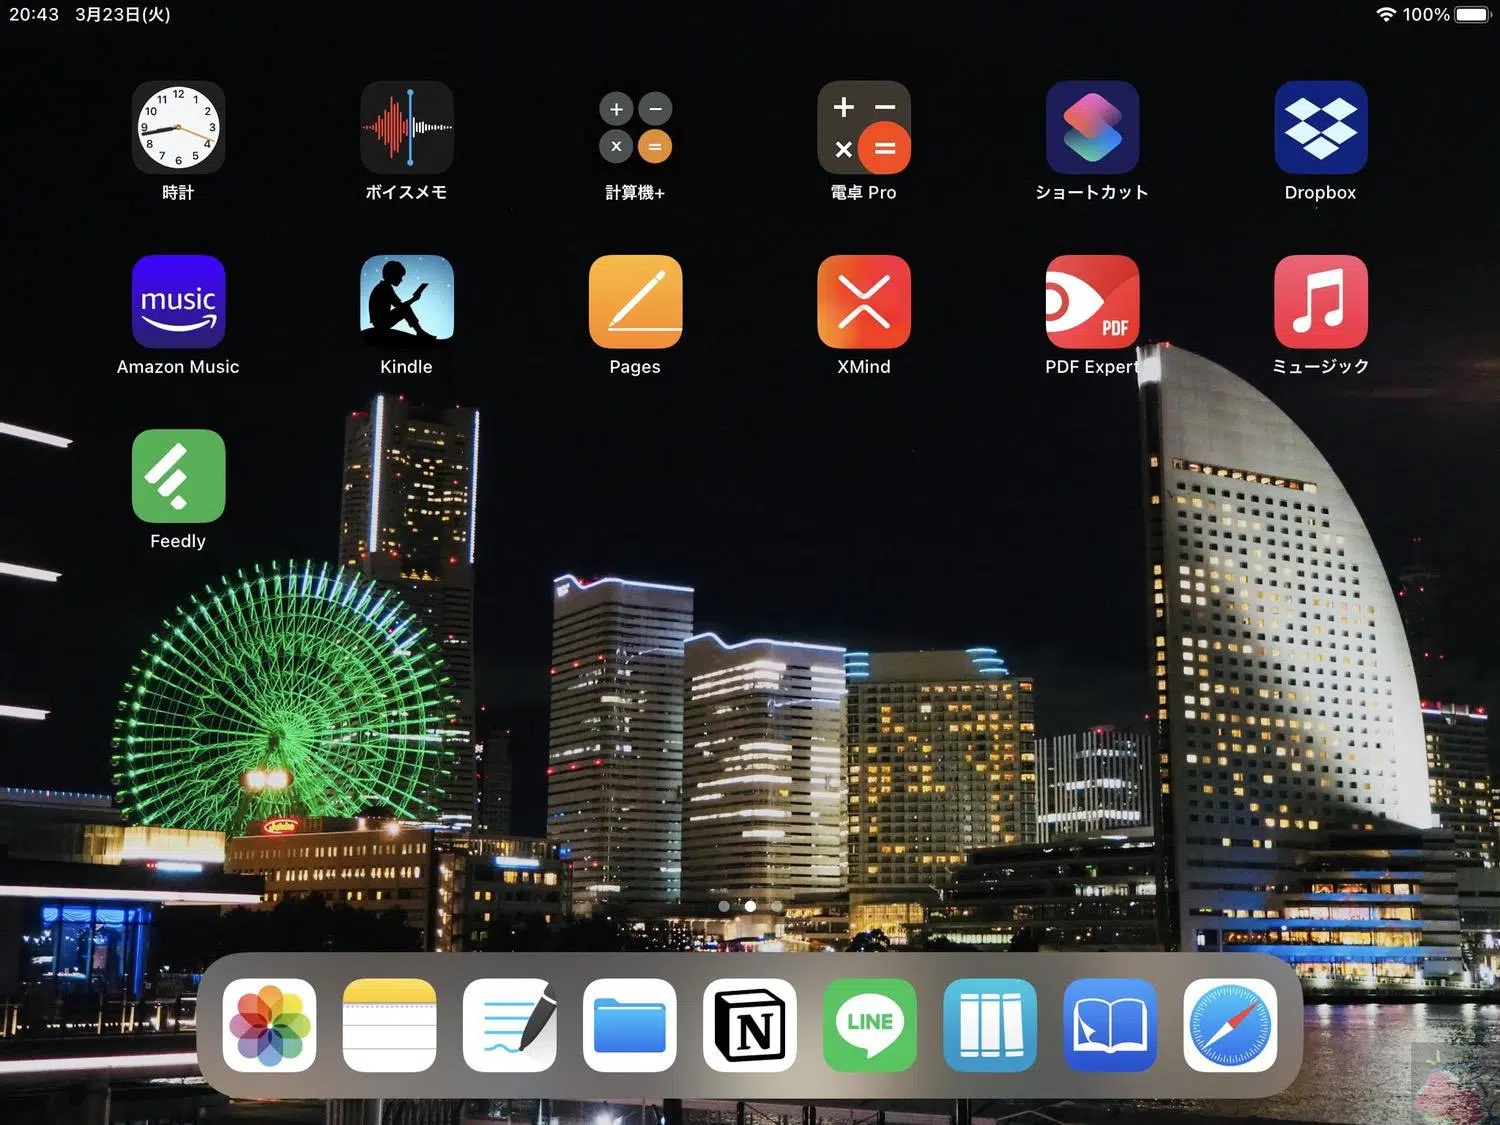 20:43 3月23日(火)
100%
時計
ボイスメモ
計算機+
電卓 Pro
ショートカット
Dropbox
music
Amazon Music
Kindle
Pages
XMind
PDF
PDF Expert
ミュージック
Feedly
N
LINE